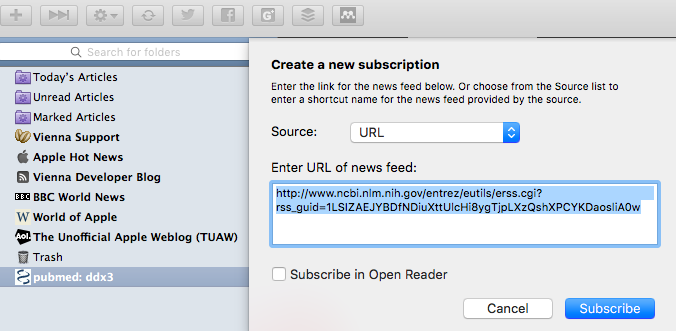 Search for folders
Today's Articles
Unread Articles
Marked Articles
Vienna Support
Apple Hot News
Vienna Developer Blog
BBC World News
World of Apple
The Unofficial Apple Weblog (TUAW)
Trash
pubmed: ddx3
Create a new subscription
Enter the link for the news feed below. Or choose from the Source list to
enter a shortcut name for the news feed provided by the source.
Source: URL
Enter URL of news feed:
http://www.ncbi.nlm.nih.gov/entrez/eutils/erss.cgi?
rss_guid=1LSIZAEJYBDfNDiuXttUlcHi8ygTjpLXzQshXPCYKDaosliA0w
Subscribe in Open Reader
Cancel Subscribe